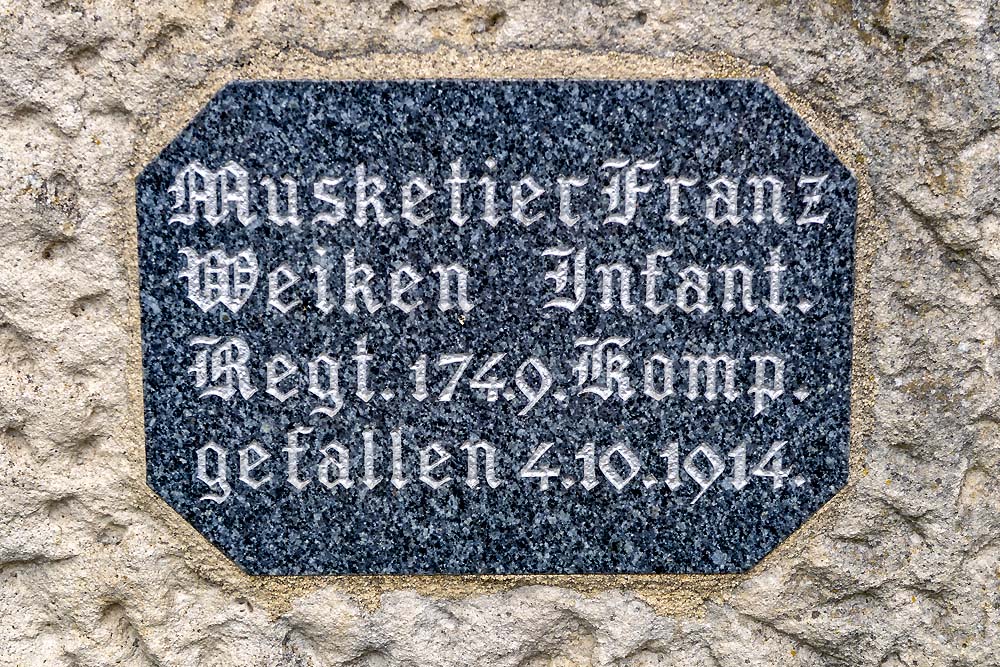 Musketier Franz
Weiken Infant.
Regt. 174.9. Komp.
gefallen 4.10.1914.